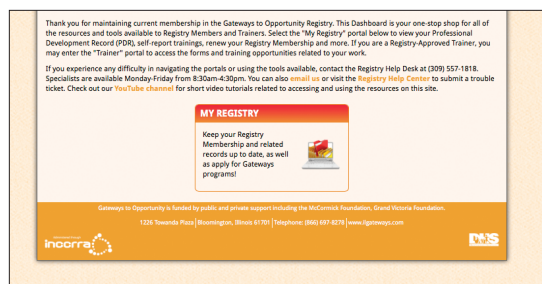 Thank you for maintaining current membership in the Gateways to Opportunity Registry. This Dashboard is your one-stop shop for all of
the resources and tools available to Registry Members and Trainers. Select the "My Registry" portal below to view your Professional
Development Record (PDR), self-report trainings, renew your Registry Membership and more. If you are a Registry-Approved Trainer, you
may enter the "Trainer" portal to access the forms and training opportunities related to your work.
If you experience any difficulty in navigating the portals or using the tools available, contact the Registry Help Desk at (309) 557-1818.
Specialists are available Monday-Friday from 8:30am-4:30pm. You can also email us or visit the Registry Help Center to submit a trouble
ticket. Check out our YouTube channel for short video tutorials related to accessing and using the resources on this site.
MY REGISTRY
Keep your Registry
Membership and related
records up to date, as well
as apply for Gateways
programs!
Gateways to Opportunity is funded by public and private support including the McCormick Foundation, Grand Victoria Foundation.
1226 Towanda Plaza | Bloomington, Illinois 61701 | Telephone: (866) 697-8278 | www.ilgateways.com
inccrra